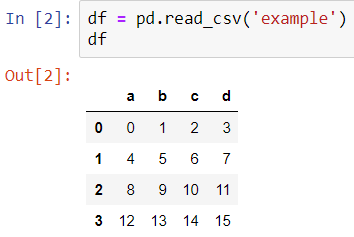 In [2]: df = pd.read_csv('example')
df
Out[2]:
a b c d
0 0 1 2 3
1 4 5 6 7
2 8 9 10 11
3 12 13 14 15